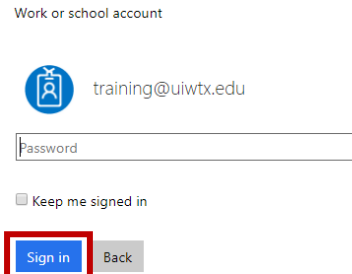 Work or school account
training@uiwtx.edu
Password
Keep me signed in
Sign in Back